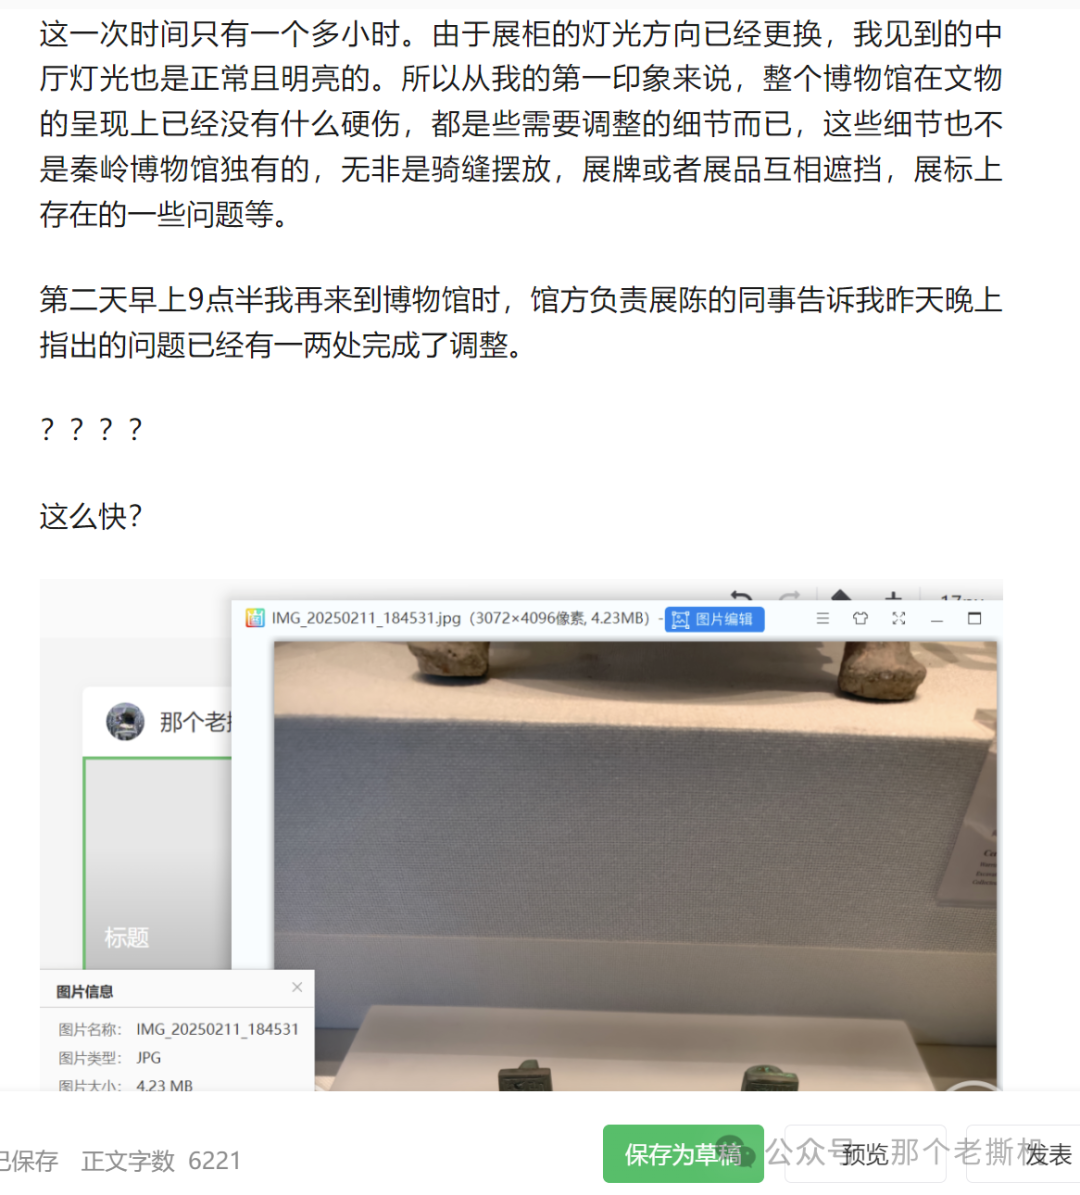 这一次时间只有一个多小时。由于展柜的灯光方向已经更换，我见到的中
厅灯光也是正常且明亮的。所以从我的第一印象来说，整个博物馆在文物
的呈现上已经没有什么硬伤，都是些需要调整的细节而已，这些细节也不
是秦岭博物馆独有的，无非是骑缝摆放，展牌或者展品互相遮挡，展标上
存在的一些问题等。
第二天早上9点半我再来到博物馆时，馆方负责展陈的同事告诉我昨天晚上
指出的问题已经有一两处完成了调整。
？？？？
这么快？
IMG_20250211_184531.jpg（3072×4096像素, 4.23MB）- 图片编辑
那个老
标题
图片信息
图片名称： IMG_20250211_184531
图片类型： JPG
图片大小： 4.23 MB
已保存 正文字数 6221
保存为草稿 预览 发表
公众号 那个老撕机